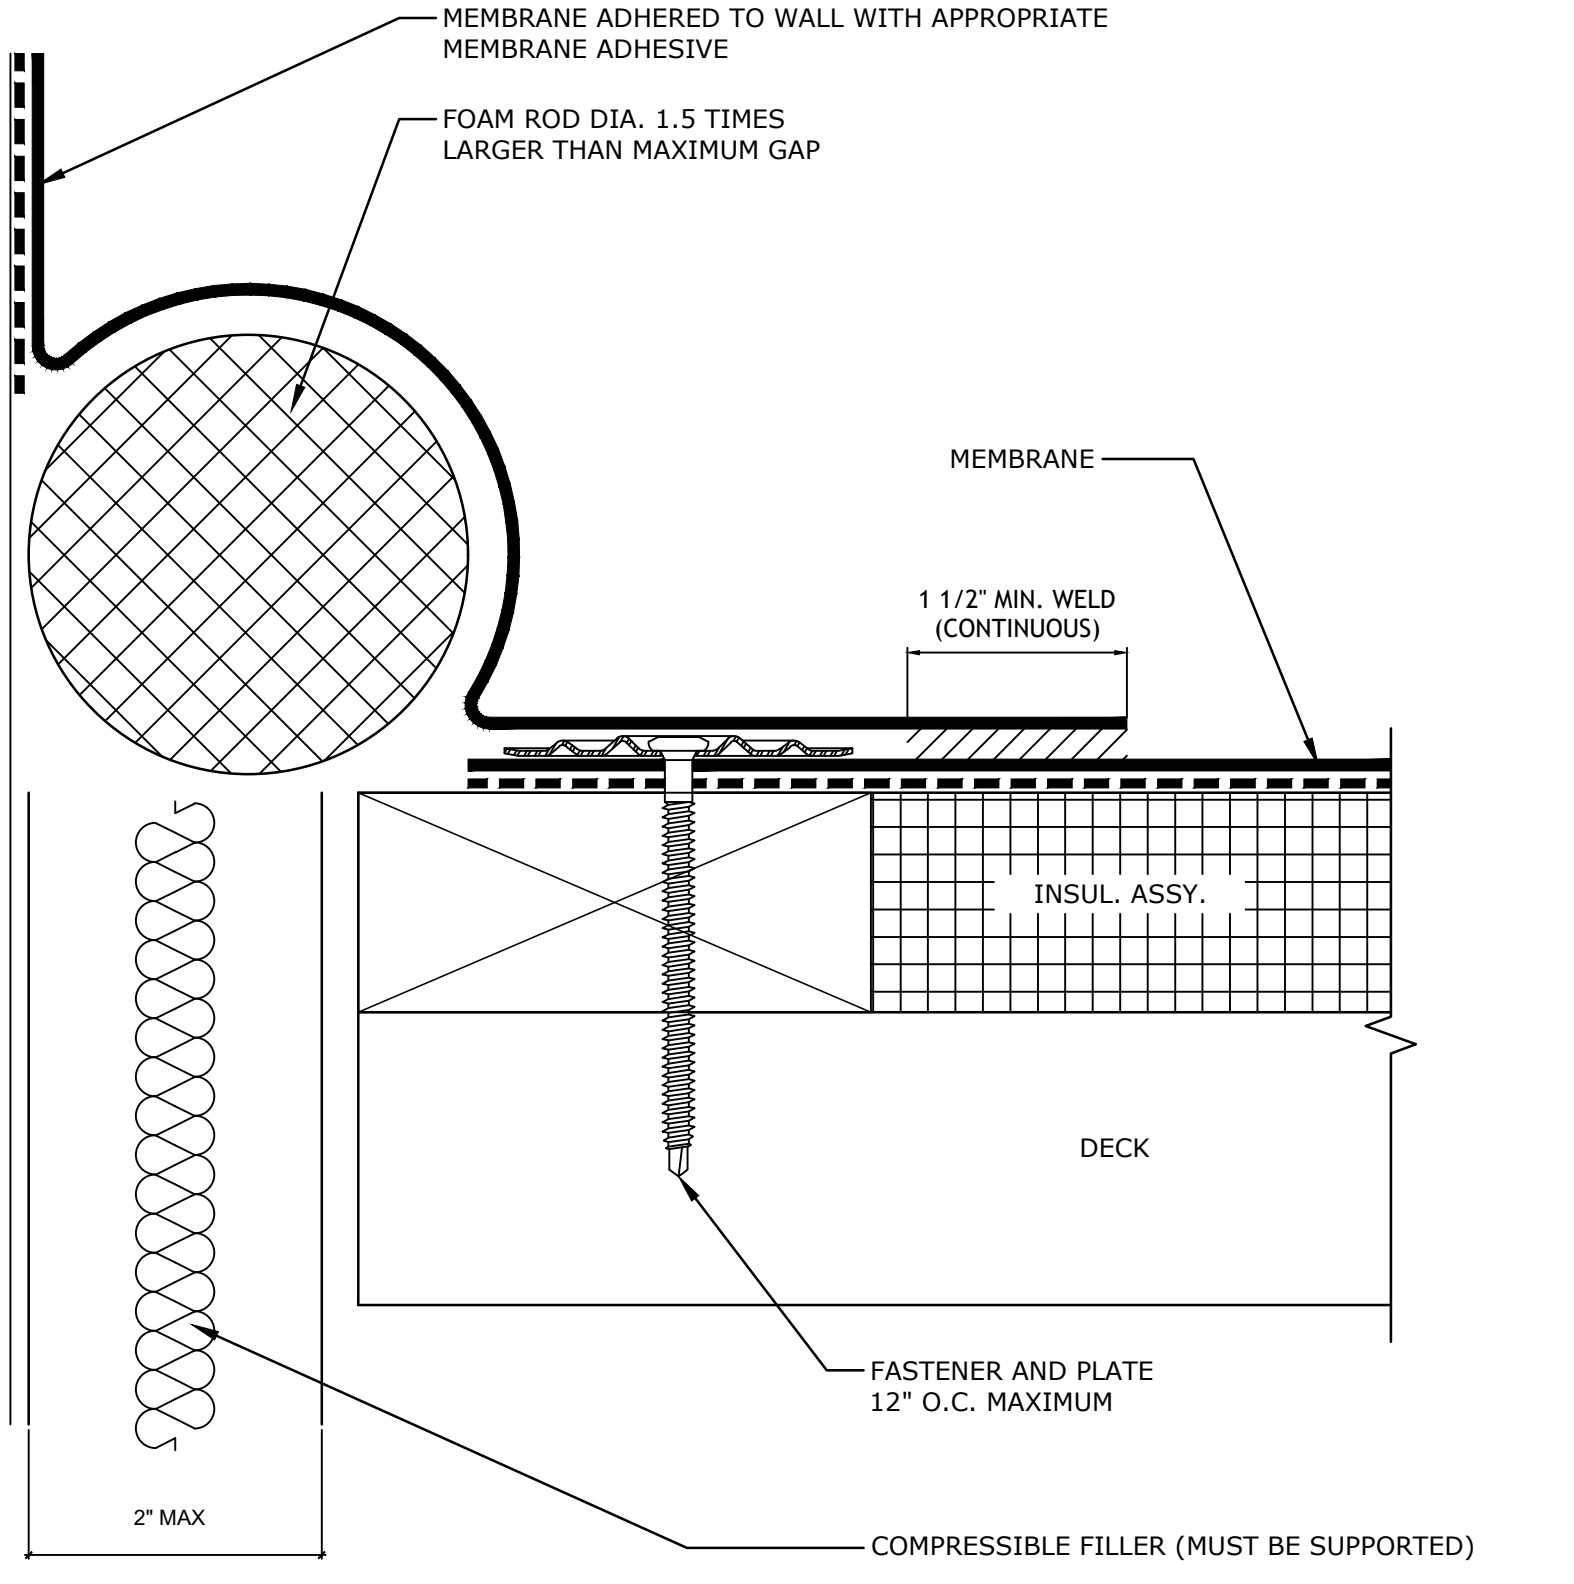 MEMBRANE ADHERED TO WALL WITH APPROPRIATE
MEMBRANE ADHESIVE
FOAM ROD DIA. 1.5 TIMES
LARGER THAN MAXIMUM GAP
MEMBRANE
1 1/2" MIN. WELD
(CONTINUOUS)
INSUL. ASSY.
DECK
FASTENER AND PLATE
12" O.C. MAXIMUM
2" MAX
COMPRESSIBLE FILLER (MUST BE SUPPORTED)